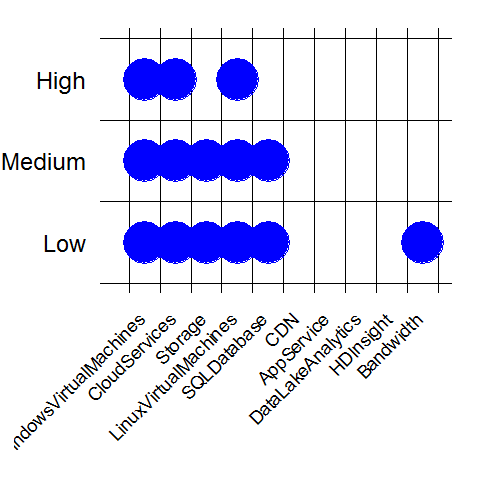 High
Medium
Low
ndowsVirtualMachines
CloudServices
Storage
LinuxVirtualMachines
SQLDatabase
CDN
AppService
DataLakeAnalytics
HDInsight
Bandwidth